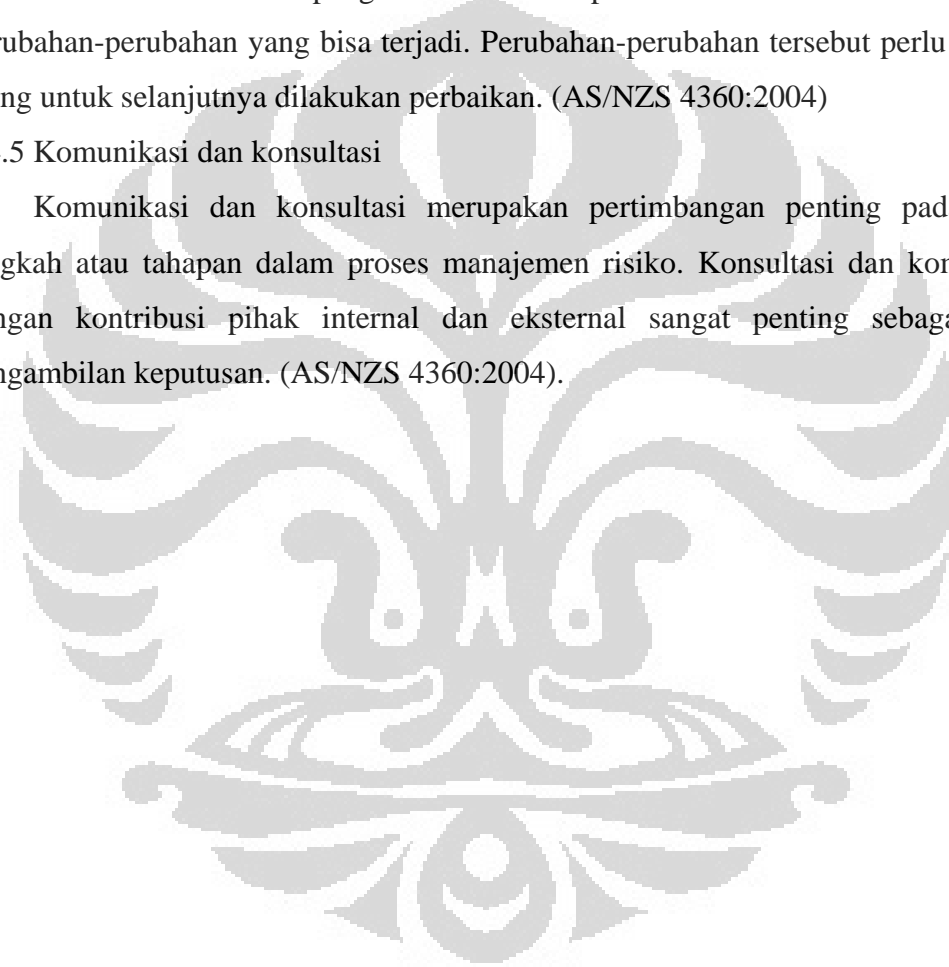 rubahan-perubahan yang bisa terjadi. Perubahan-perubahan tersebut perlu
ng untuk selanjutnya dilakukan perbaikan. (AS/NZS 4360:2004)
.5 Komunikasi dan konsultasi
Komunikasi dan konsultasi merupakan pertimbangan penting pad
gkah atau tahapan dalam proses manajemen risiko. Konsultasi dan kon
ngan kontribusi pihak internal dan eksternal sangat penting sebaga
ngambilan keputusan. (AS/NZS 4360:2004).